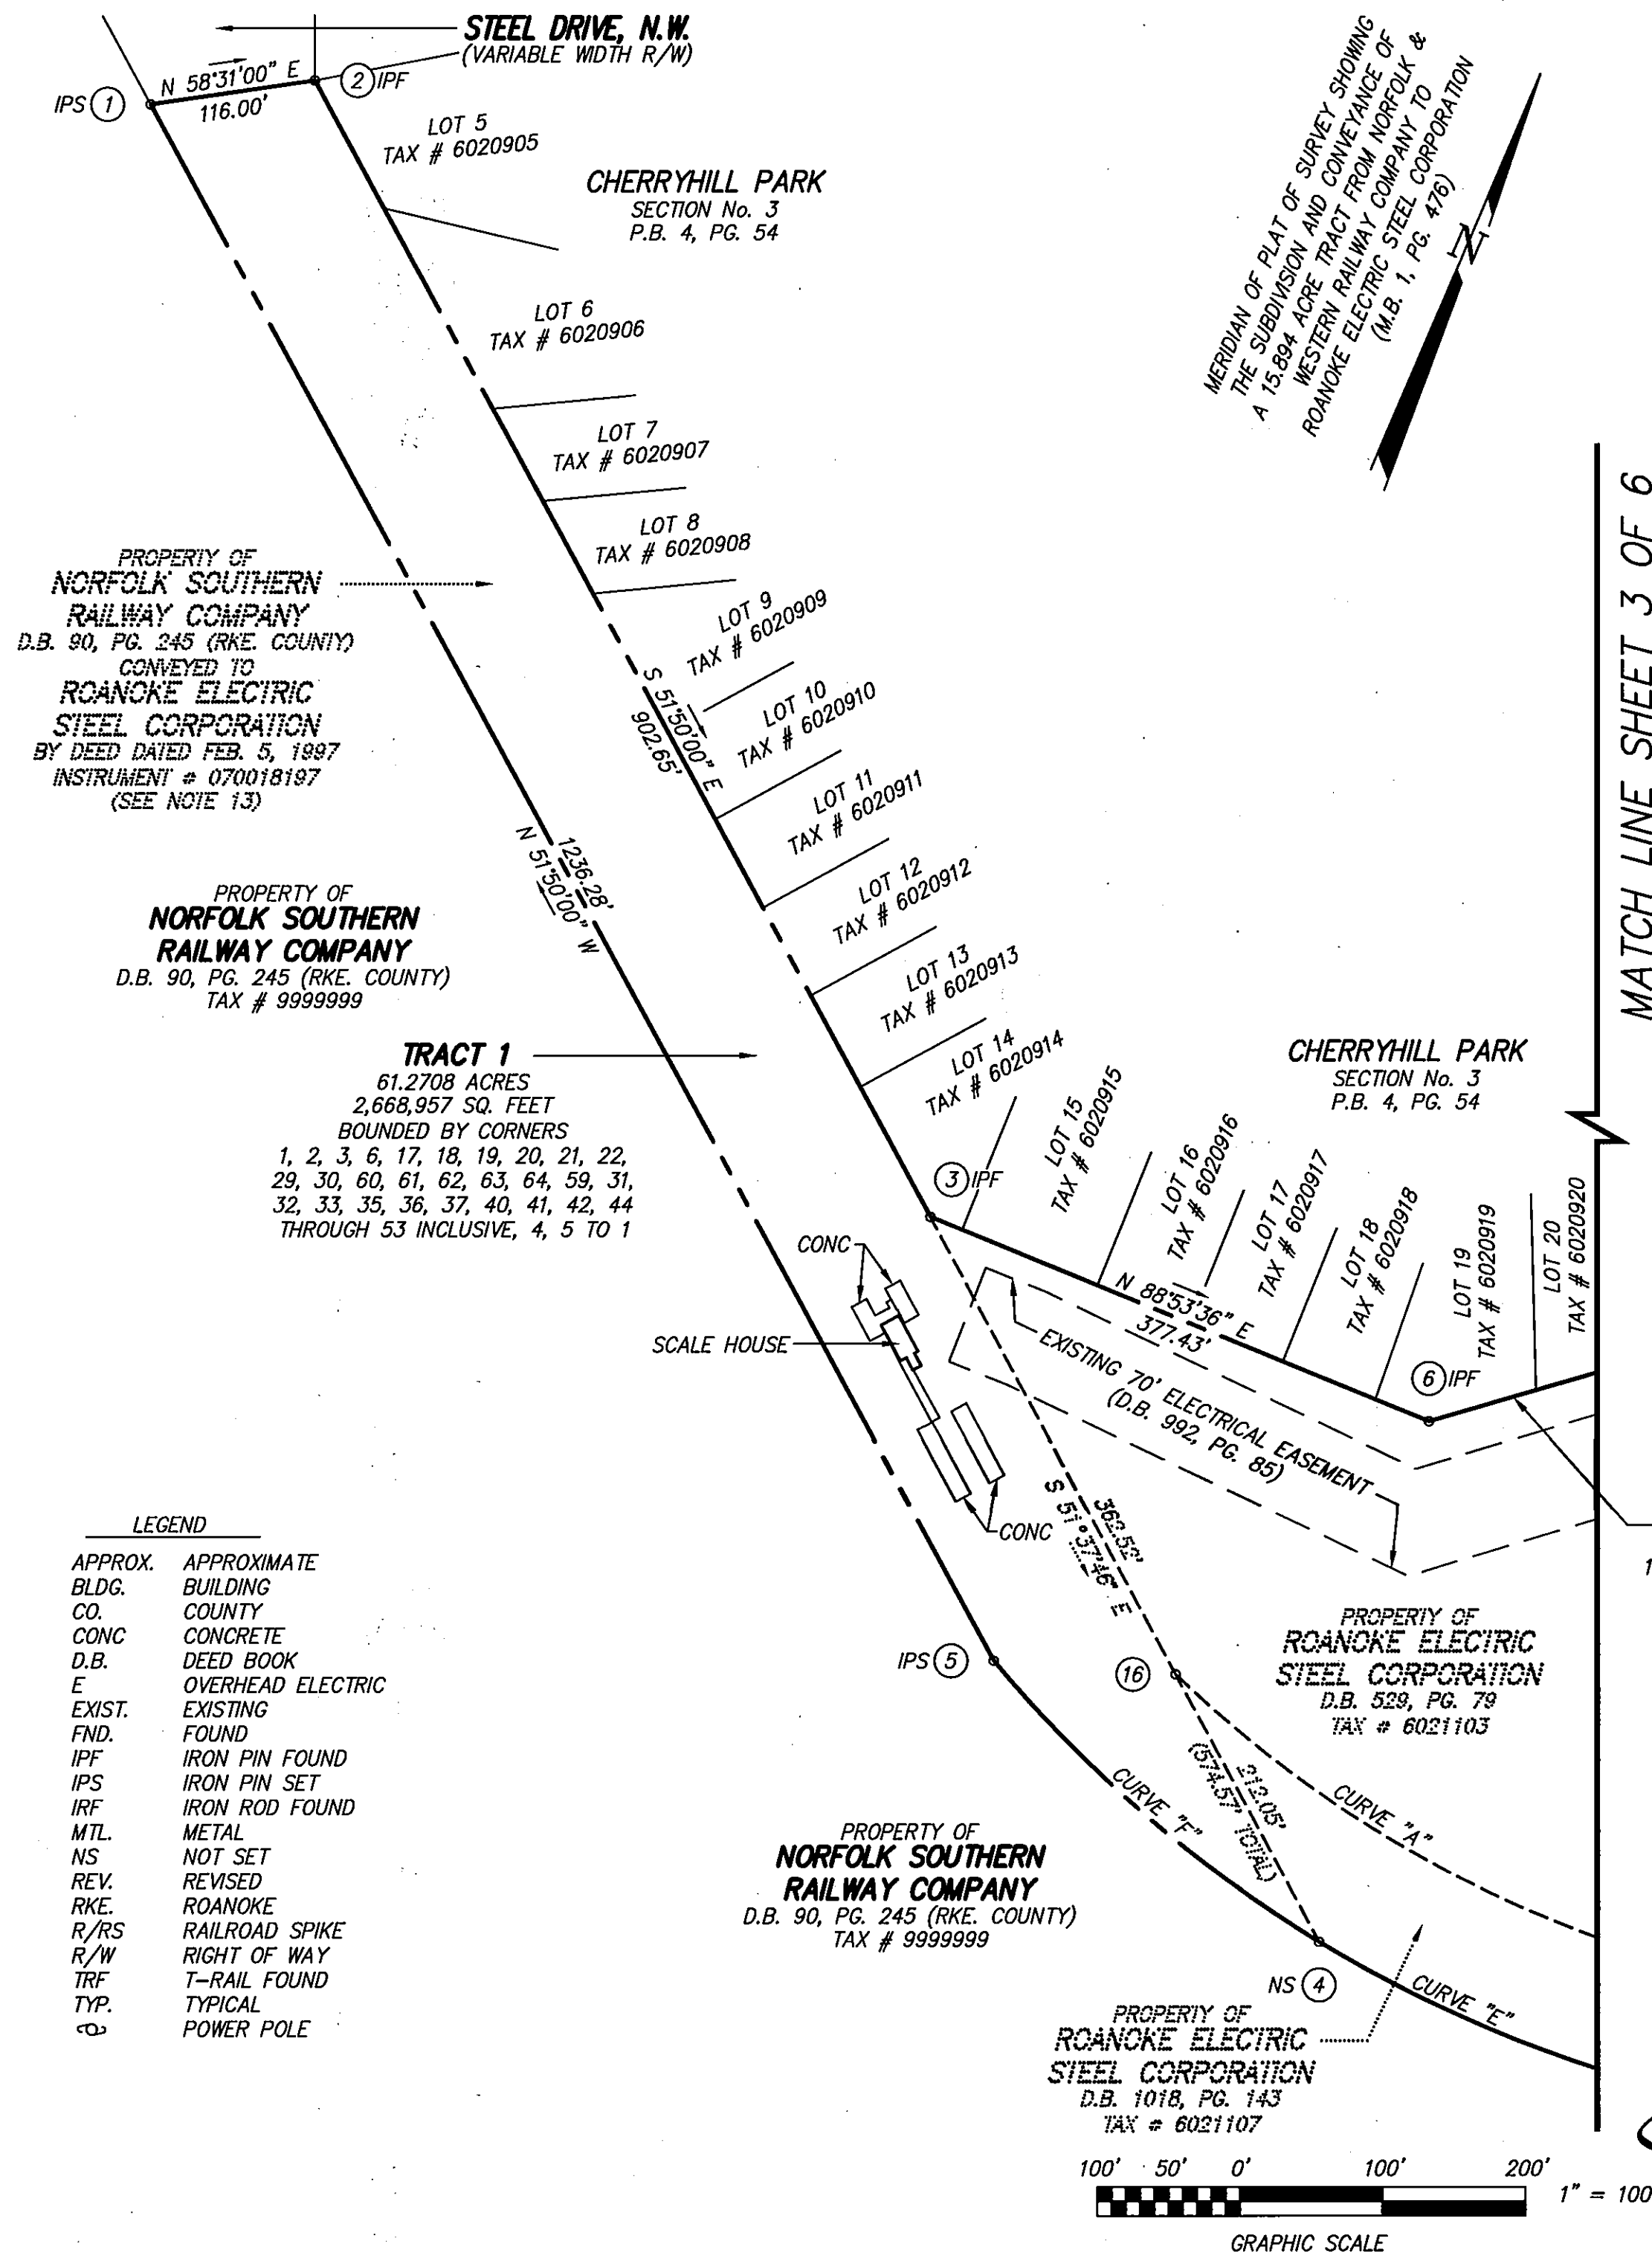 STEEL DRIVE, N.W.
(VARIABLE WIDTH R/W)
N 58°31'00" E
116.00'
IPS 1
2 IPF
LOT 5
TAX # 6020905
CHERRYHILL PARK
SECTION No. 3
P.B. 4, PG. 54
MERIDIAN OF PLAT OF SURVEY SHOWING
THE SUBDIVISION AND CONVEYANCE OF
A 15.894 ACRE TRACT FROM NORFOLK &
WESTERN RAILWAY COMPANY TO
ROANOKE ELECTRIC STEEL CORPORATION
(M.B. 1, PG. 476)
N
LOT 6
TAX # 6020906
LOT 7
TAX # 6020907
LOT 8
TAX # 6020908
LOT 9
TAX # 6020909
LOT 10
TAX # 6020910
LOT 11
TAX # 6020911
LOT 12
TAX # 6020912
LOT 13
TAX # 6020913
LOT 14
TAX # 6020914
S 51°50'00" E
902.65'
MATCH LINE SHEET 3 OF 6
PROPERTY OF
NORFOLK SOUTHERN
RAILWAY COMPANY
D.B. 90, PG. 245 (RKE. COUNTY)
CONVEYED TO
ROANOKE ELECTRIC
STEEL CORPORATION
BY DEED DATED FEB. 5, 1997
INSTRUMENT # 070018197
(SEE NOTE 13)
1236.28'
N 51°50'00" W
PROPERTY OF
NORFOLK SOUTHERN
RAILWAY COMPANY
D.B. 90, PG. 245 (RKE. COUNTY)
TAX # 9999999
TRACT 1
61.2708 ACRES
2,668,957 SQ. FEET
BOUNDED BY CORNERS
1, 2, 3, 6, 17, 18, 19, 20, 21, 22,
29, 30, 60, 61, 62, 63, 64, 59, 31,
32, 33, 35, 36, 37, 40, 41, 42, 44
THROUGH 53 INCLUSIVE, 4, 5 TO 1
CHERRYHILL PARK
SECTION No. 3
P.B. 4, PG. 54
3 IPF
LOT 15
TAX # 6020915
LOT 16
TAX # 6020916
LOT 17
TAX # 6020917
LOT 18
TAX # 6020918
LOT 19
TAX # 6020919
LOT 20
TAX # 6020920
N 88°53'36" E
377.43'
6 IPF
CONC
SCALE HOUSE
CONC
EXISTING 70' ELECTRICAL EASEMENT
(D.B. 992, PG. 85)
362.52'
S 51°37'46" E
1
LEGEND
APPROX. APPROXIMATE
BLDG. BUILDING
CO. COUNTY
CONC CONCRETE
D.B. DEED BOOK
E OVERHEAD ELECTRIC
EXIST. EXISTING
FND. FOUND
IPF IRON PIN FOUND
IPS IRON PIN SET
IRF IRON ROD FOUND
MTL. METAL
NS NOT SET
REV. REVISED
RKE. ROANOKE
R/RS RAILROAD SPIKE
R/W RIGHT OF WAY
TRF T-RAIL FOUND
TYP. TYPICAL
POWER POLE
IPS 5
16
PROPERTY OF
ROANOKE ELECTRIC
STEEL CORPORATION
D.B. 529, PG. 79
TAX # 6021103
CURVE "F"
212.05'
(574.57' TOTAL)
CURVE "A"
PROPERTY OF
NORFOLK SOUTHERN
RAILWAY COMPANY
D.B. 90, PG. 245 (RKE. COUNTY)
TAX # 9999999
NS 4
CURVE "E"
PROPERTY OF
ROANOKE ELECTRIC
STEEL CORPORATION
D.B. 1018, PG. 143
TAX # 6021107
100' 50' 0' 100' 200'
1" = 100
GRAPHIC SCALE